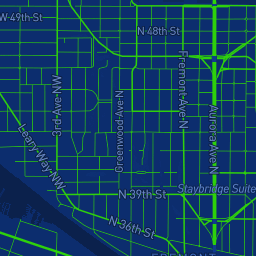 W 49th St
N 48th St
3rd Ave NW
Greenwood Ave N
Fremont Ave N
Aurora Ave N
Leary Way NW
N 39th St
Staybridge Suite
N 36th St